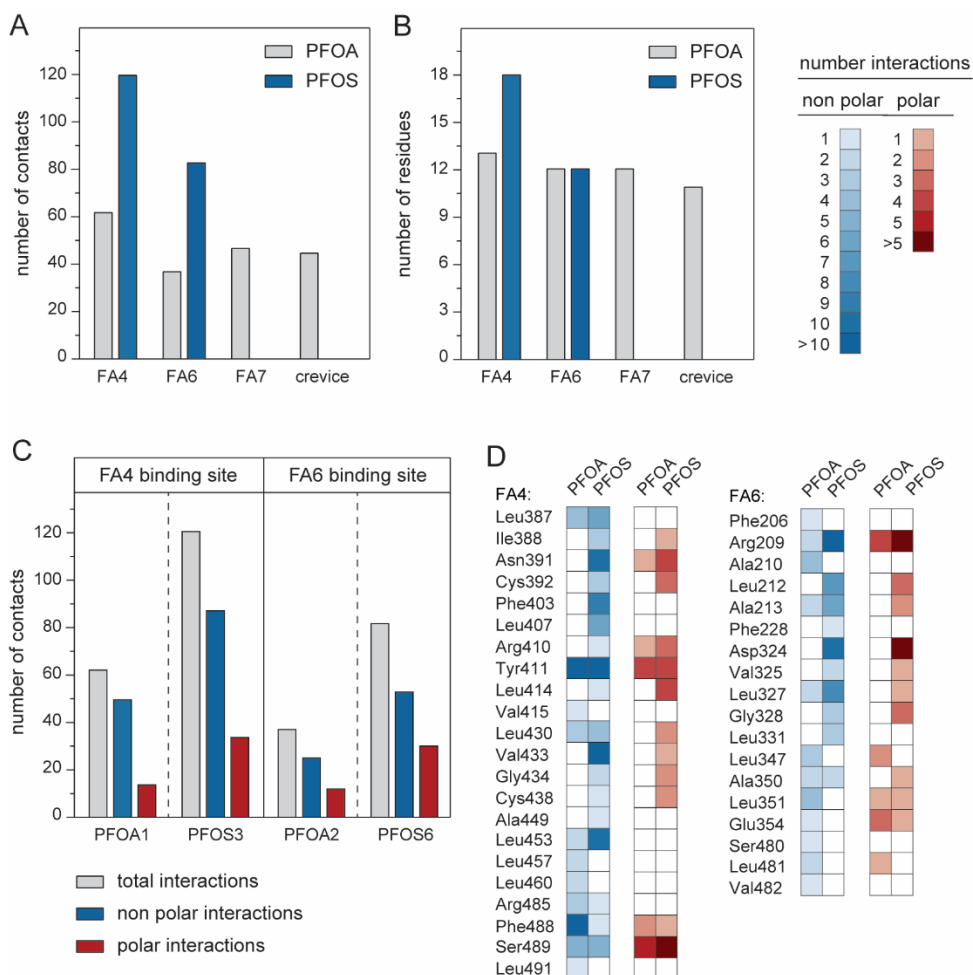 A
PFOA
PFOS
number of contacts
120
100
80
60
40
20
0
FA4 FA6 FA7 crevice
B
PFOA
PFOS
number of residues
18
15
12
9
6
3
0
FA4 FA6 FA7 crevice
number interactions
non polar polar
1
2
3
4
5
6
7
8
9
10
>10
1
2
3
4
5
>5
C
FA4 binding site FA6 binding site
number of contacts
120
100
80
60
40
20
0
PFOA1 PFOS3 PFOA2 PFOS6
total interactions
non polar interactions
polar interactions
D
FA4: PFOA PFOS PFOA PFOS
Leu387
Ile388
Asn391
Cys392
Phe403
Leu407
Arg410
Tyr411
Leu414
Val415
Leu430
Val433
Gly434
Cys438
Ala449
Leu453
Leu457
Leu460
Arg485
Phe488
Ser489
Leu491
FA6: PFOA PFOS PFOA PFOS
Phe206
Arg209
Ala210
Leu212
Ala213
Phe228
Asp324
Val325
Leu327
Gly328
Leu331
Leu347
Ala350
Leu351
Glu354
Ser480
Leu481
Val482